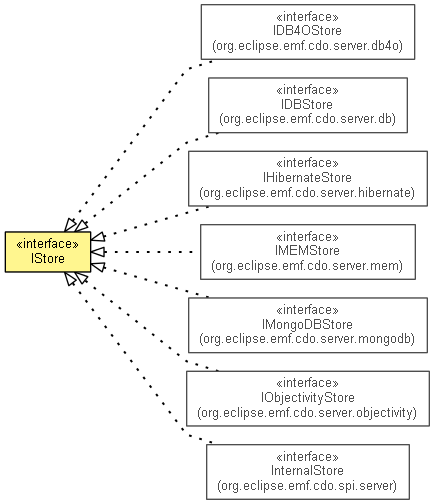 «interface»
IDB4OStore
(org.eclipse.emf.cdo.server.db4o)
«interface»
IDBStore
(org.eclipse.emf.cdo.server.db)
«interface»
IHibernateStore
(org.eclipse.emf.cdo.server.hibernate)
«interface»
IStore
«interface»
IMEMStore
(org.eclipse.emf.cdo.server.mem)
«interface»
IMongoDBStore
(org.eclipse.emf.cdo.server.mongodb)
«interface»
IObjectivityStore
(org.eclipse.emf.cdo.server.objectivity)
«interface»
InternalStore
(org.eclipse.emf.cdo.spi.server)